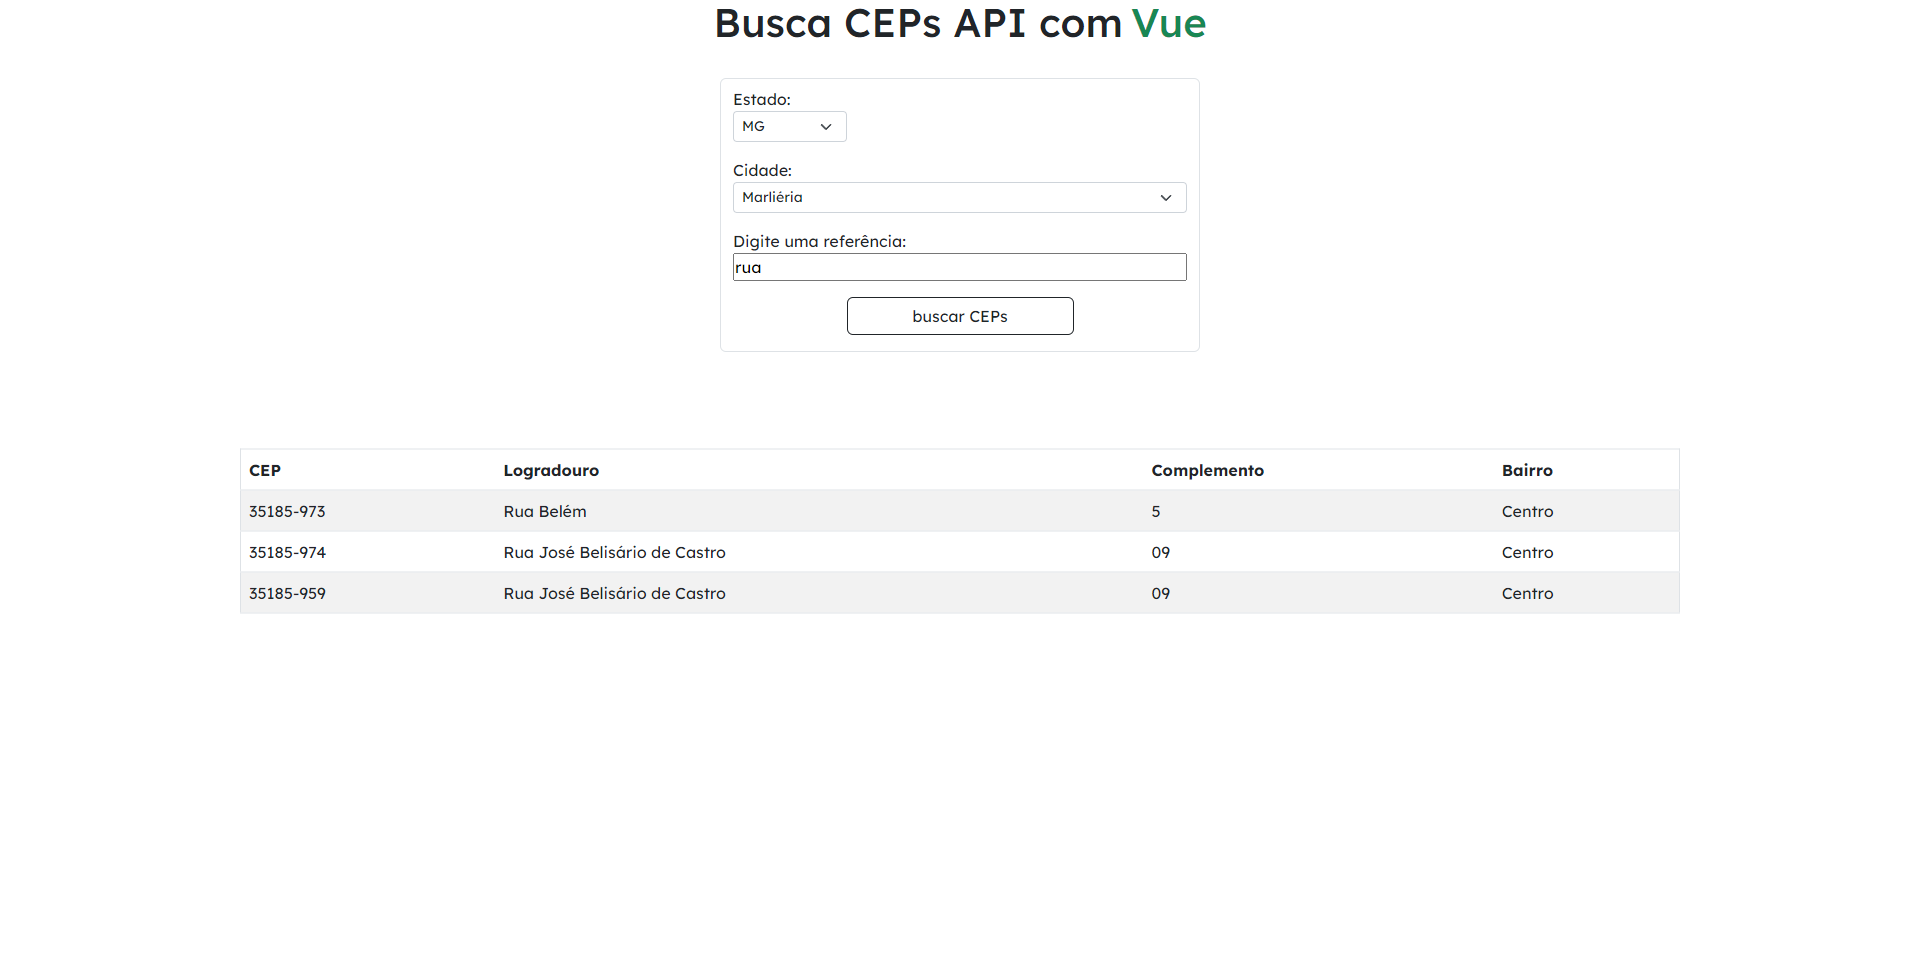 Busca CEPs API com Vue
Estado:
MG
Cidade:
Marliéria
Digite uma referência:
rua
buscar CEPs
CEP Logradouro Complemento Bairro
35185-973 Rua Belém 5 Centro
35185-974 Rua José Belisário de Castro 09 Centro
35185-959 Rua José Belisário de Castro 09 Centro